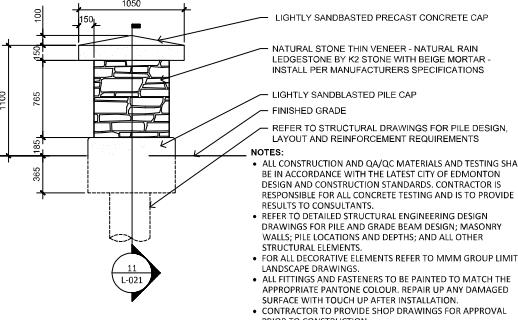 1050
150
100
150
1100
765
185
365
LIGHTLY SANDBASTED PRECAST CONCRETE CAP
NATURAL STONE THIN VENEER - NATURAL RAIN
LEDGESTONE BY K2 STONE WITH BEIGE MORTAR -
INSTALL PER MANUFACTURERS SPECIFICATIONS
LIGHTLY SANDBLASTED PILE CAP
FINISHED GRADE
REFER TO STRUCTURAL DRAWINGS FOR PILE DESIGN,
LAYOUT AND REINFORCEMENT REQUIREMENTS
NOTES:
• ALL CONSTRUCTION AND QA/QC MATERIALS AND TESTING SHA
BE IN ACCORDANCE WITH THE LATEST CITY OF EDMONTON
DESIGN AND CONSTRUCTION STANDARDS. CONTRACTOR IS
RESPONSIBLE FOR ALL CONCRETE TESTING AND IS TO PROVIDE
RESULTS TO CONSULTANTS.
• REFER TO DETAILED STRUCTURAL ENGINEERING DESIGN
DRAWINGS FOR PILE AND GRADE BEAM DESIGN; MASONRY
WALLS; PILE LOCATIONS AND DEPTHS; AND ALL OTHER
STRUCTURAL ELEMENTS.
• FOR ALL DECORATIVE ELEMENTS REFER TO MMM GROUP LIMIT
LANDSCAPE DRAWINGS.
• ALL FITTINGS AND FASTENERS TO BE PAINTED TO MATCH THE
APPROPRIATE PANTONE COLOUR. REPAIR UP ANY DAMAGED
SURFACE WITH TOUCH UP AFTER INSTALLATION.
• CONTRACTOR TO PROVIDE SHOP DRAWINGS FOR APPROVAL
PRIOR TO CONSTRUCTION
11
L-021